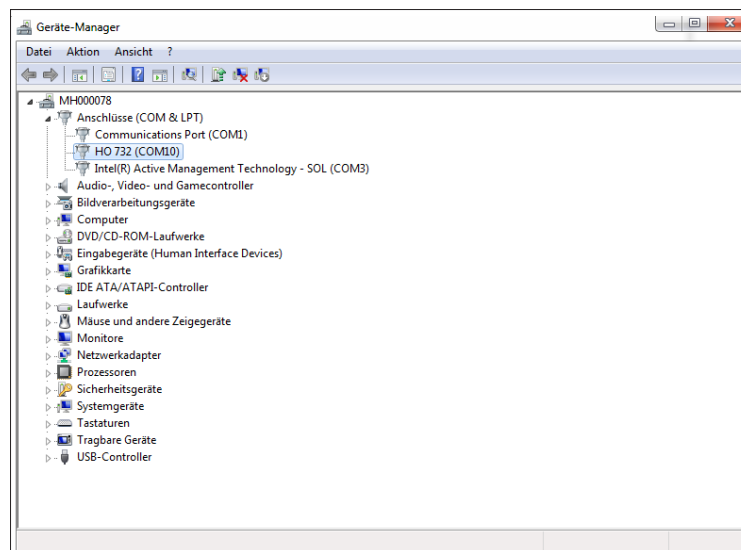 Geräte-Manager
Datei Aktion Ansicht ?
MH000078
Anschlüsse (COM & LPT)
Communications Port (COM1)
HO 732 (COM10)
Intel(R) Active Management Technology - SOL (COM3)
Audio-, Video- und Gamecontroller
Bildverarbeitungsgeräte
Computer
DVD/CD-ROM-Laufwerke
Eingabegeräte (Human Interface Devices)
Grafikkarte
IDE ATA/ATAPI-Controller
Laufwerke
Mäuse und andere Zeigegeräte
Monitore
Netzwerkadapter
Prozessoren
Sicherheitsgeräte
Systemgeräte
Tastaturen
Tragbare Geräte
USB-Controller